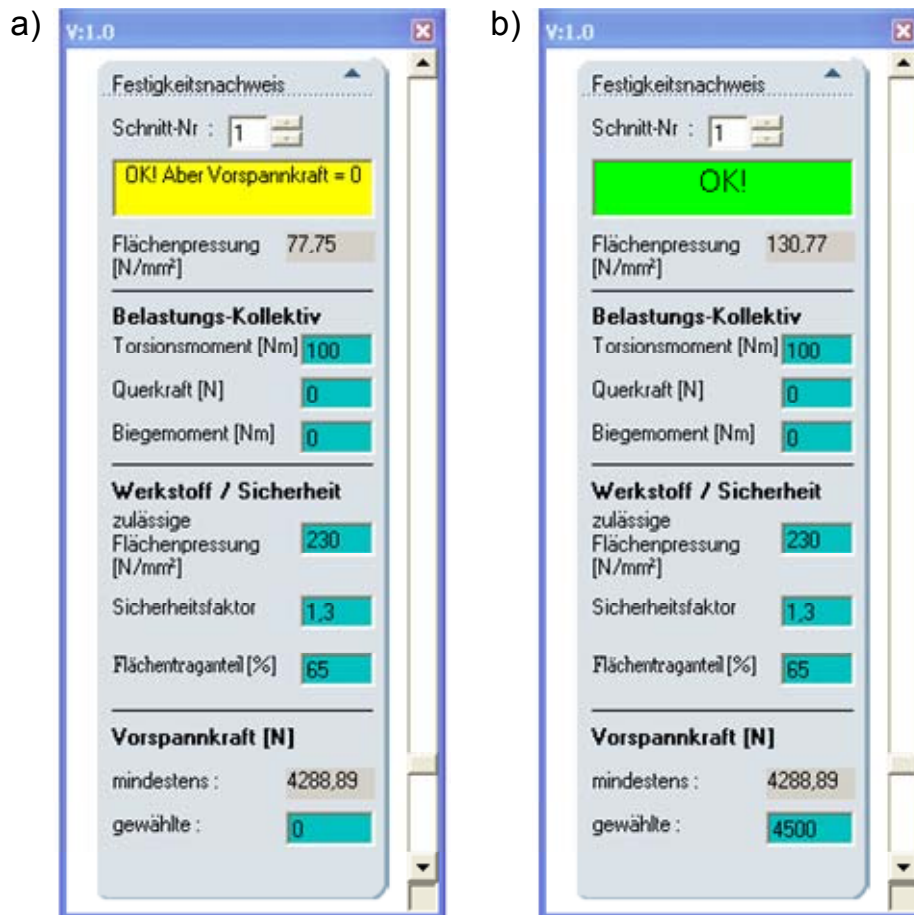 a)
V:1.0
Festigkeitsnachweis
Schnitt-Nr : 1
OK! Aber Vorspannkraft = 0
Flächenpressung 77,75
[N/mm²]
Belastungs-Kollektiv
Torsionsmoment [Nm] 100
Querkraft [N] 0
Biegemoment [Nm] 0
Werkstoff / Sicherheit
zulässige
Flächenpressung 230
[N/mm²]
Sicherheitsfaktor 1,3
Flächentraganteil [%] 65
Vorspannkraft [N]
mindestens : 4288,89
gewählte : 0
b)
V:1.0
Festigkeitsnachweis
Schnitt-Nr : 1
OK!
Flächenpressung 130,77
[N/mm²]
Belastungs-Kollektiv
Torsionsmoment [Nm] 100
Querkraft [N] 0
Biegemoment [Nm] 0
Werkstoff / Sicherheit
zulässige
Flächenpressung 230
[N/mm²]
Sicherheitsfaktor 1,3
Flächentraganteil [%] 65
Vorspannkraft [N]
mindestens : 4288,89
gewählte : 4500